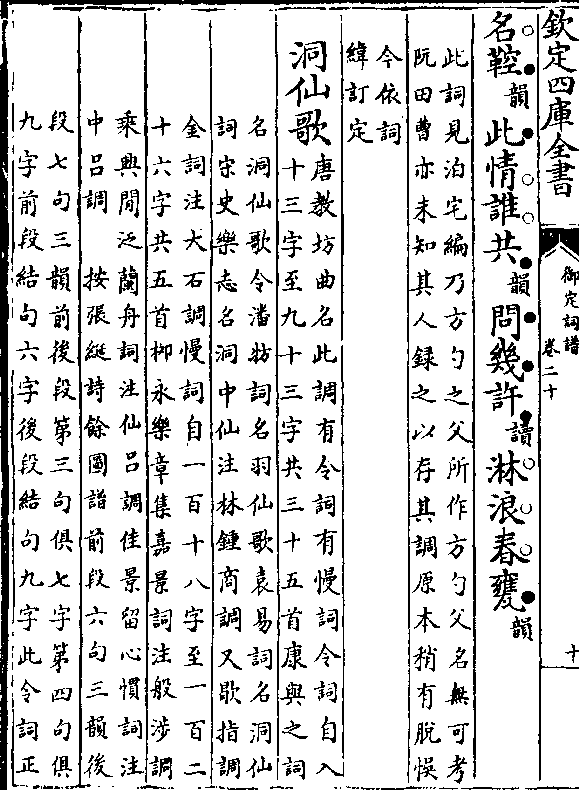 欽定四庫全書
御定詞譜
卷二十
十
名鞚韻此情誰共韻問幾許讀淋浪春甕韻
此詞見泊宅編乃方勺之父所作方勺父名無可考
阮田曹亦未知其人録之以存其調原本稍有脫悞
今依詞
緯訂定
洞仙歌
唐教坊曲名此調有令詞有慢詞令詞自八
十三字至九十三字共三十五首康與之詞
名洞仙歌令潘牥詞名羽仙歌袁易詞名洞仙
詞宋史樂志名洞中仙注林鍾商調又歇指調
金詞注大石調慢詞自一百十八字至一百二
十六字共五首柳永樂章集嘉景詞注般涉調
乘興閒泛蘭舟詞注仙呂調佳景留心慣詞注
中呂調　按張綖詩餘圖譜前段六句三韻後
段七句三韻前後段第三句俱七字第四句俱
九字前段結句六字後段結句九字此令詞正